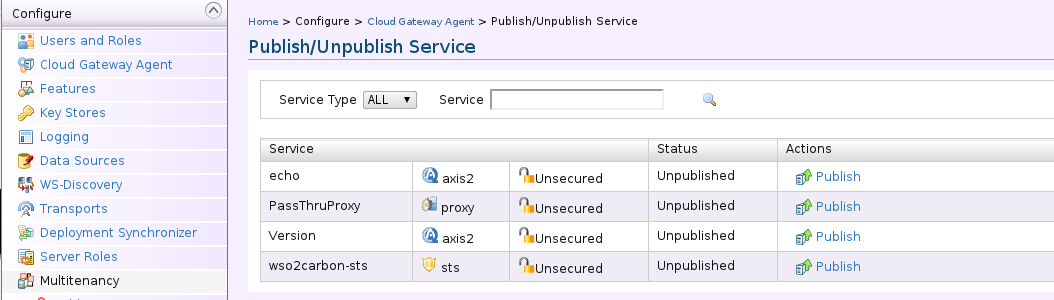 Configure
Users and Roles
Cloud Gateway Agent
Features
Key Stores
Logging
Data Sources
WS-Discovery
Transports
Deployment Synchronizer
Server Roles
Multitenancy
Home > Configure > Cloud Gateway Agent > Publish/Unpublish Service
Publish/Unpublish Service
Service Type ALL Service
Service Status Actions
echo axis2 Unsecured Unpublished Publish
PassThruProxy proxy Unsecured Unpublished Publish
Version axis2 Unsecured Unpublished Publish
wso2carbon-sts sts Unsecured Unpublished Publish